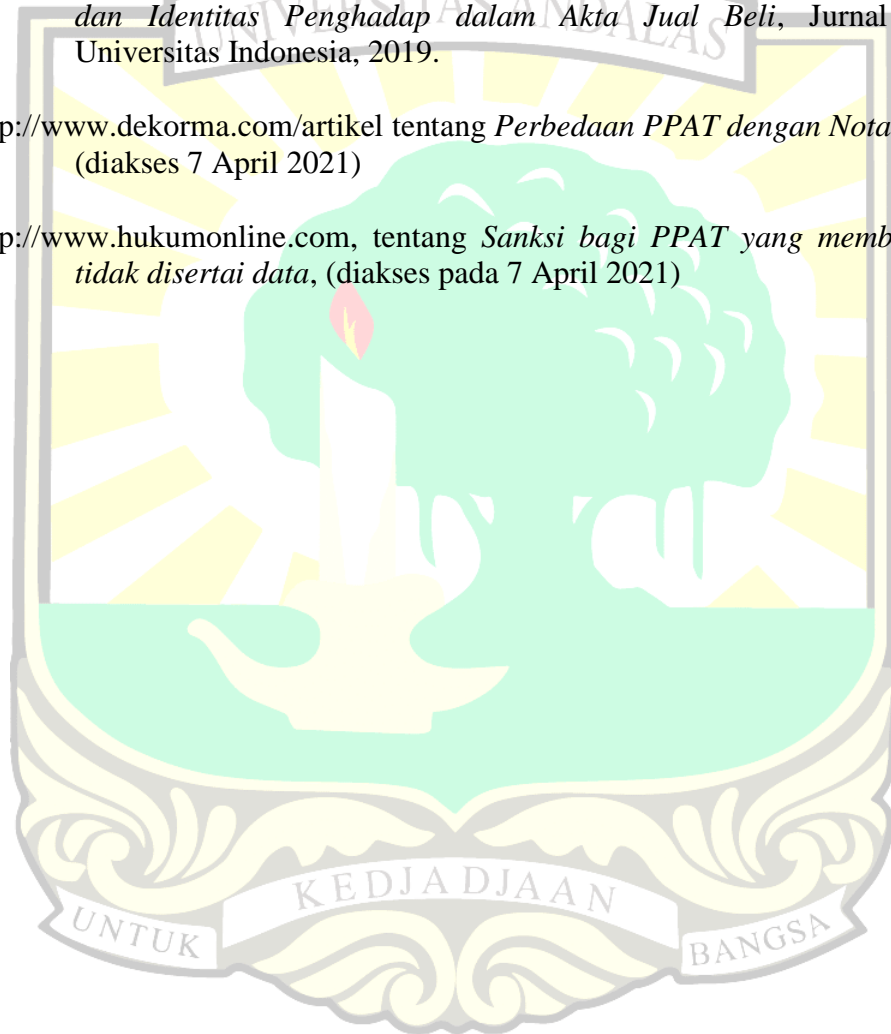 dan Identitas Penghadap dalam Akta Jual Beli, Jurnal
UNIVERSITAS ANDALAS
Universitas Indonesia, 2019.
p://www.dekorma.com/artikel tentang Perbedaan PPAT dengan Nota
(diakses 7 April 2021)
p://www.hukumonline.com, tentang Sanksi bagi PPAT yang memb
tidak disertai data, (diakses pada 7 April 2021)
KEDJADJAAN
UNTUK
BANGSA